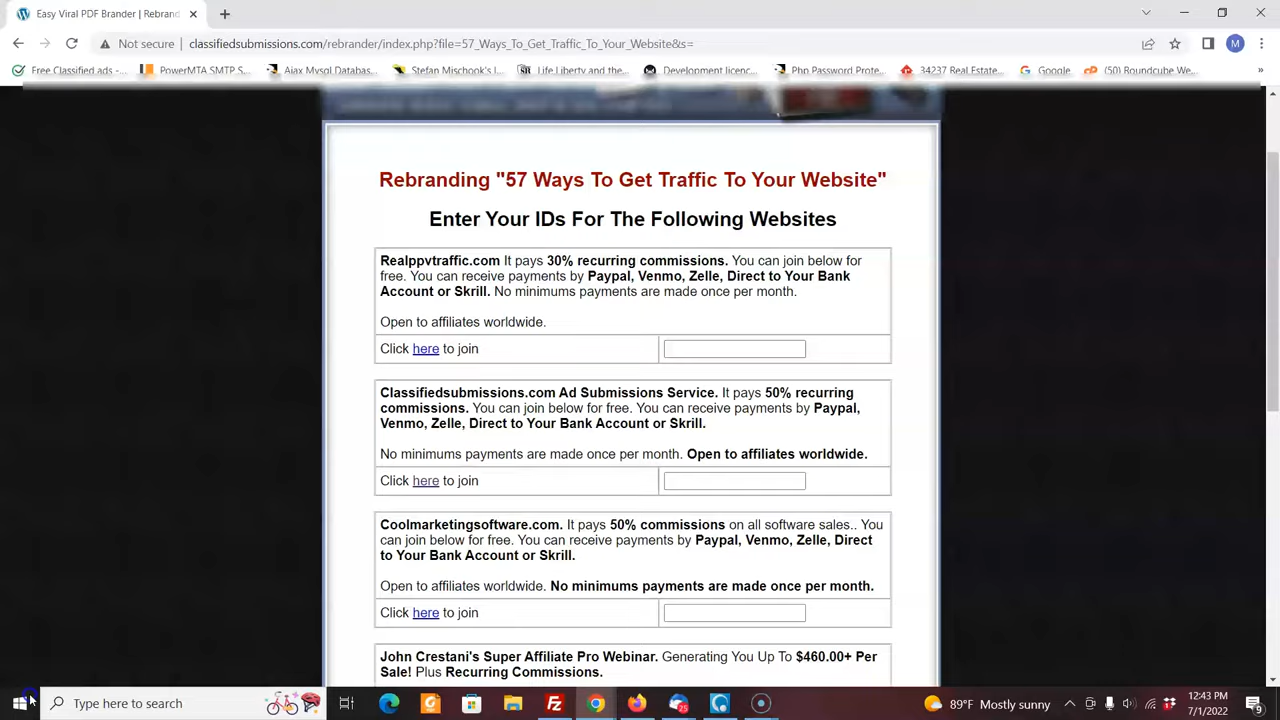 Easy Viral PDF Brander | Rebrand
Not secure | classifiedsubmissions.com/rebrander/index.php?file=57_Ways_To_Get_Traffic_To_Your_Website&s=
Free Classified ads -... PowerMTA SMTP S... Ajax Mysql Databas... Stefan Mischook's l... Life Liberty and the... Development licenc... Php Password Prote... 34237 Real Estate... Google (50) Roundcube We...
Rebranding "57 Ways To Get Traffic To Your Website"
Enter Your IDs For The Following Websites
Realppvtraffic.com It pays 30% recurring commissions. You can join below for
free. You can receive payments by Paypal, Venmo, Zelle, Direct to Your Bank
Account or Skrill. No minimums payments are made once per month.
Open to affiliates worldwide.
Click here to join
Classifiedsubmissions.com Ad Submissions Service. It pays 50% recurring
commissions. You can join below for free. You can receive payments by Paypal,
Venmo, Zelle, Direct to Your Bank Account or Skrill.
No minimums payments are made once per month. Open to affiliates worldwide.
Click here to join
Coolmarketingsoftware.com. It pays 50% commissions on all software sales.. You
can join below for free. You can receive payments by Paypal, Venmo, Zelle, Direct
to Your Bank Account or Skrill.
Open to affiliates worldwide. No minimums payments are made once per month.
Click here to join
John Crestani's Super Affiliate Pro Webinar. Generating You Up To $460.00+ Per
Sale! Plus Recurring Commissions.
Type here to search
89°F Mostly sunny
12:43 PM
7/1/2022